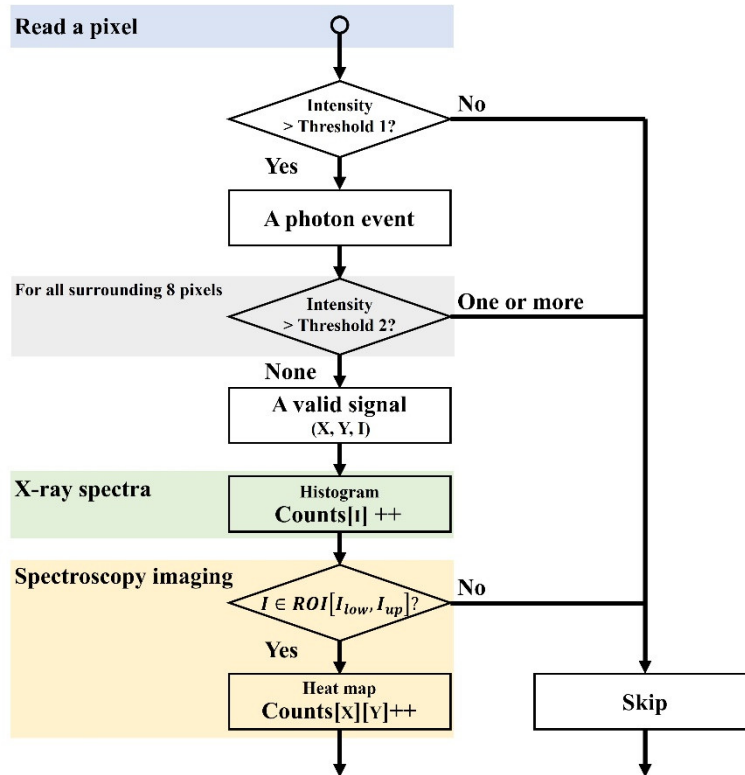 Read a pixel
Intensity
> Threshold 1?
No
Yes
A photon event
For all surrounding 8 pixels
Intensity
> Threshold 2?
One or more
None
A valid signal
(X, Y, I)
X-ray spectra
Histogram
Counts[I] ++
Spectroscopy imaging
I ∈ ROI[I_low, I_up]?
No
Yes
Heat map
Counts[X][Y]++
Skip